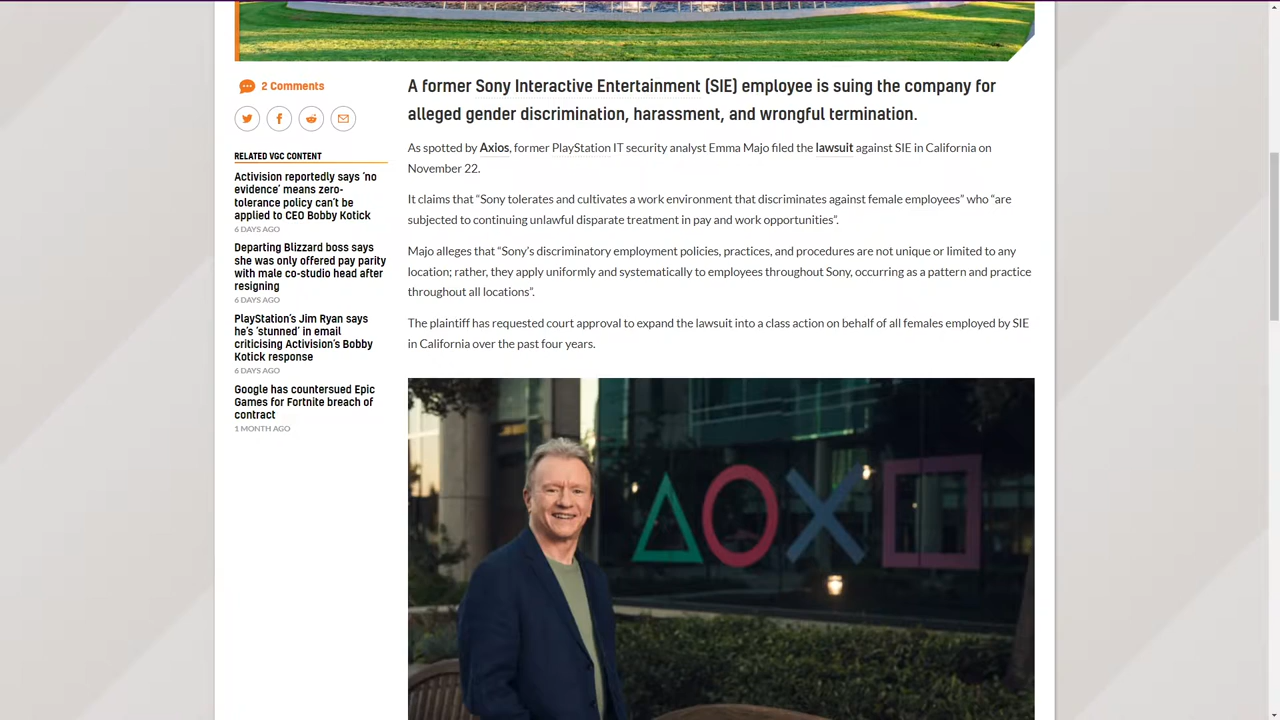 2 Comments
RELATED VGC CONTENT
Activision reportedly says 'no
evidence' means zero-
tolerance policy can't be
applied to CEO Bobby Kotick
6 DAYS AGO
Departing Blizzard boss says
she was only offered pay parity
with male co-studio head after
resigning
6 DAYS AGO
PlayStation's Jim Ryan says
he's 'stunned' in email
criticising Activision's Bobby
Kotick response
6 DAYS AGO
Google has countersued Epic
Games for Fortnite breach of
contract
1 MONTH AGO
A former Sony Interactive Entertainment (SIE) employee is suing the company for
alleged gender discrimination, harassment, and wrongful termination.
As spotted by Axios, former PlayStation IT security analyst Emma Majo filed the lawsuit against SIE in California on
November 22.
It claims that “Sony tolerates and cultivates a work environment that discriminates against female employees” who “are
subjected to continuing unlawful disparate treatment in pay and work opportunities”.
Majo alleges that “Sony's discriminatory employment policies, practices, and procedures are not unique or limited to any
location; rather, they apply uniformly and systematically to employees throughout Sony, occurring as a pattern and practice
throughout all locations”.
The plaintiff has requested court approval to expand the lawsuit into a class action on behalf of all females employed by SIE
in California over the past four years.